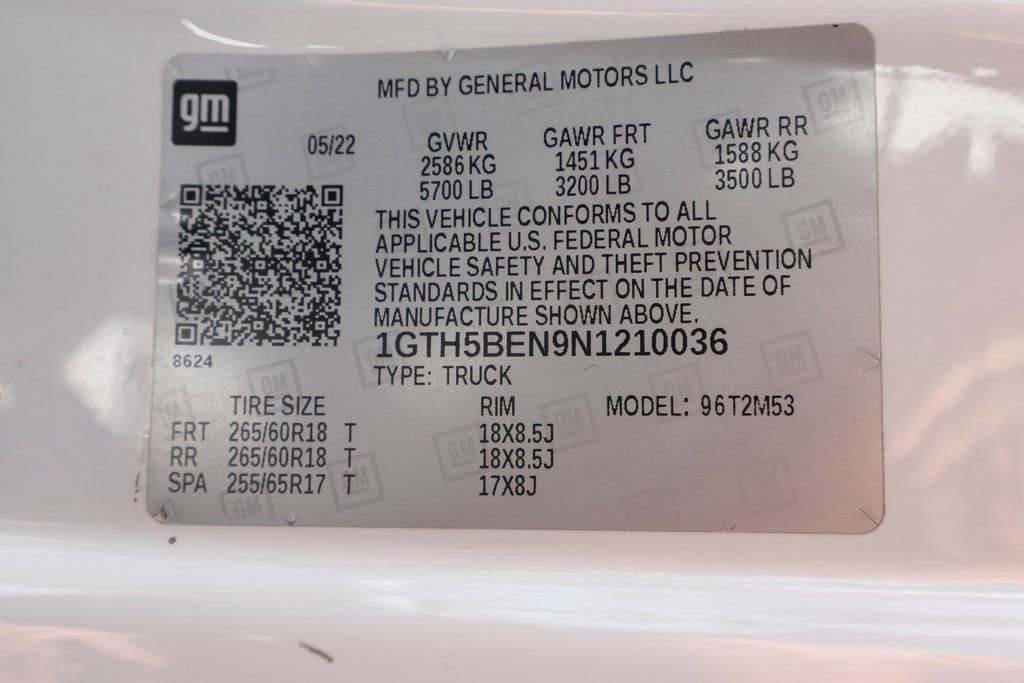 gm
MFD BY GENERAL MOTORS LLC
05/22
GVWR GAWR FRT GAWR RR
2586 KG 1451 KG 1588 KG
5700 LB 3200 LB 3500 LB
THIS VEHICLE CONFORMS TO ALL
APPLICABLE U.S. FEDERAL MOTOR
VEHICLE SAFETY AND THEFT PREVENTION
STANDARDS IN EFFECT ON THE DATE OF
MANUFACTURE SHOWN ABOVE.
8624
1GTH5BEN9N1210036
TYPE: TRUCK
TIRE SIZE RIM MODEL: 96T2M53
FRT 265/60R18 T 18X8.5J
RR 265/60R18 T 18X8.5J
SPA 255/65R17 T 17X8J